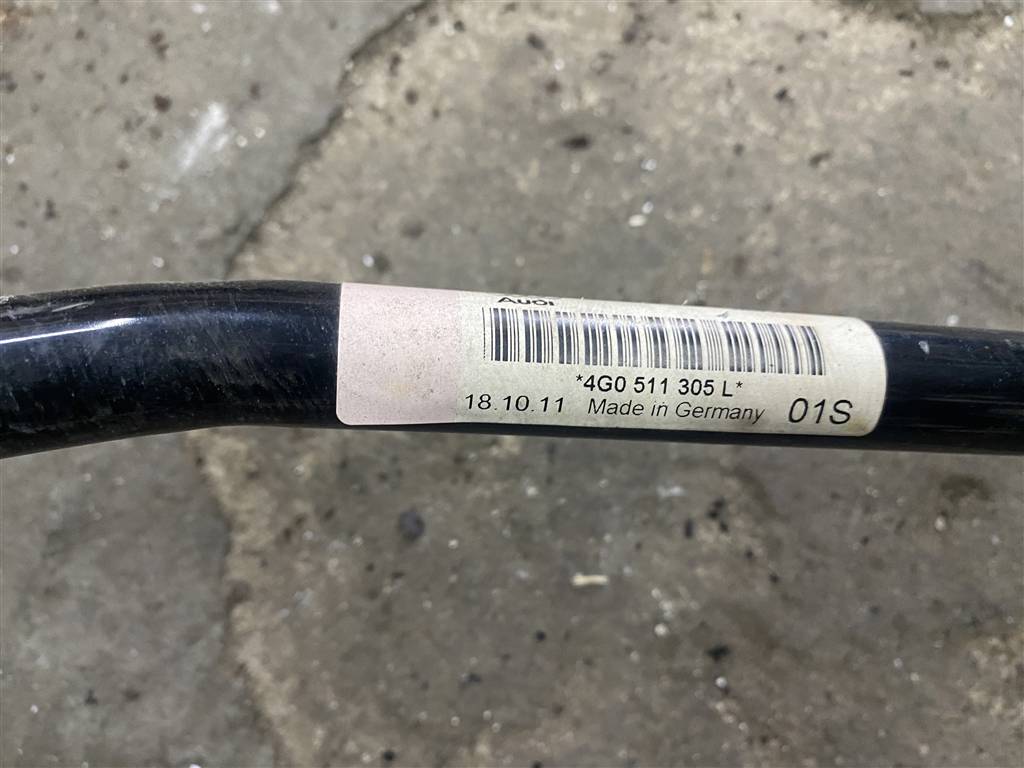 Audi
*4G0 511 305 L*
18.10.11 Made in Germany 01S